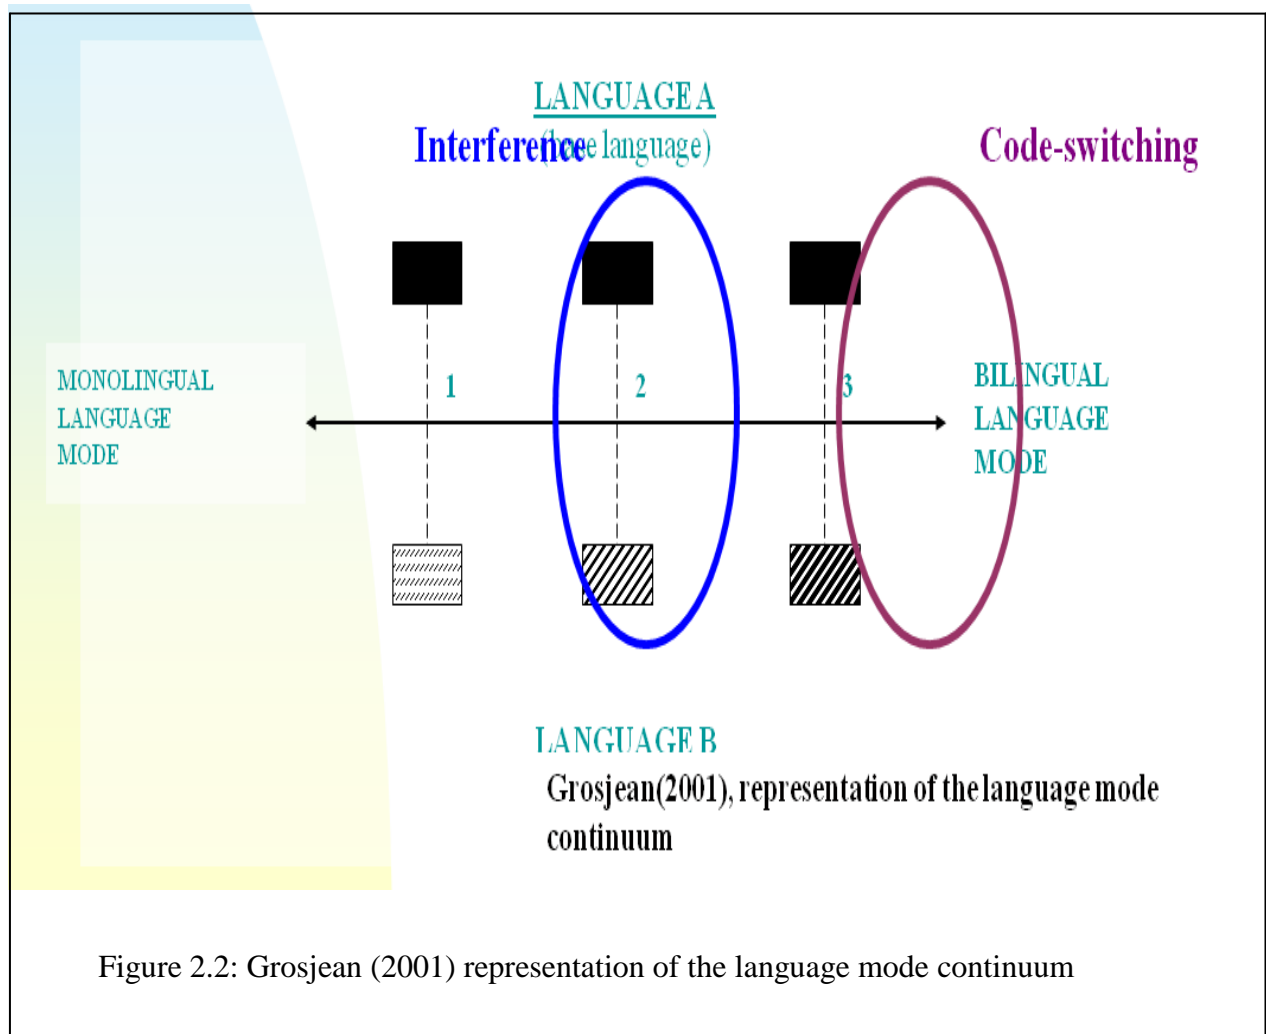 LANGUAGE A
(base language)
Interference
Code-switching
1
2
3
MONOLINGUAL
LANGUAGE
MODE
BILINGUAL
LANGUAGE
MODE
LANGUAGE B
Grosjean(2001), representation of the language mode
continuum
Figure 2.2: Grosjean (2001) representation of the language mode continuum